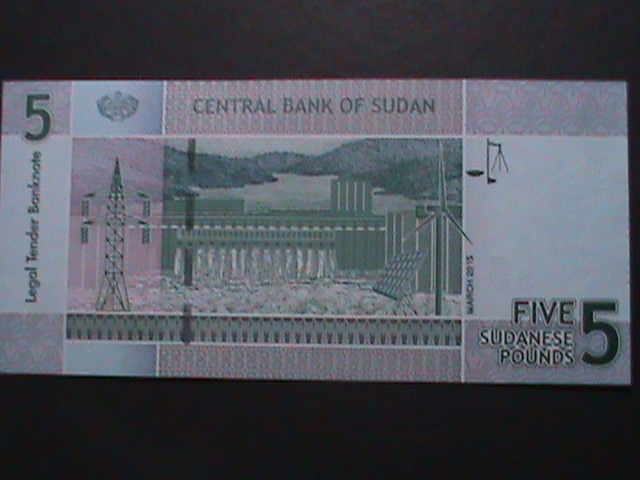 5
CENTRAL BANK OF SUDAN
Legal Tender Banknote
MARCH 2015
FIVE
SUDANESE
POUNDS
5